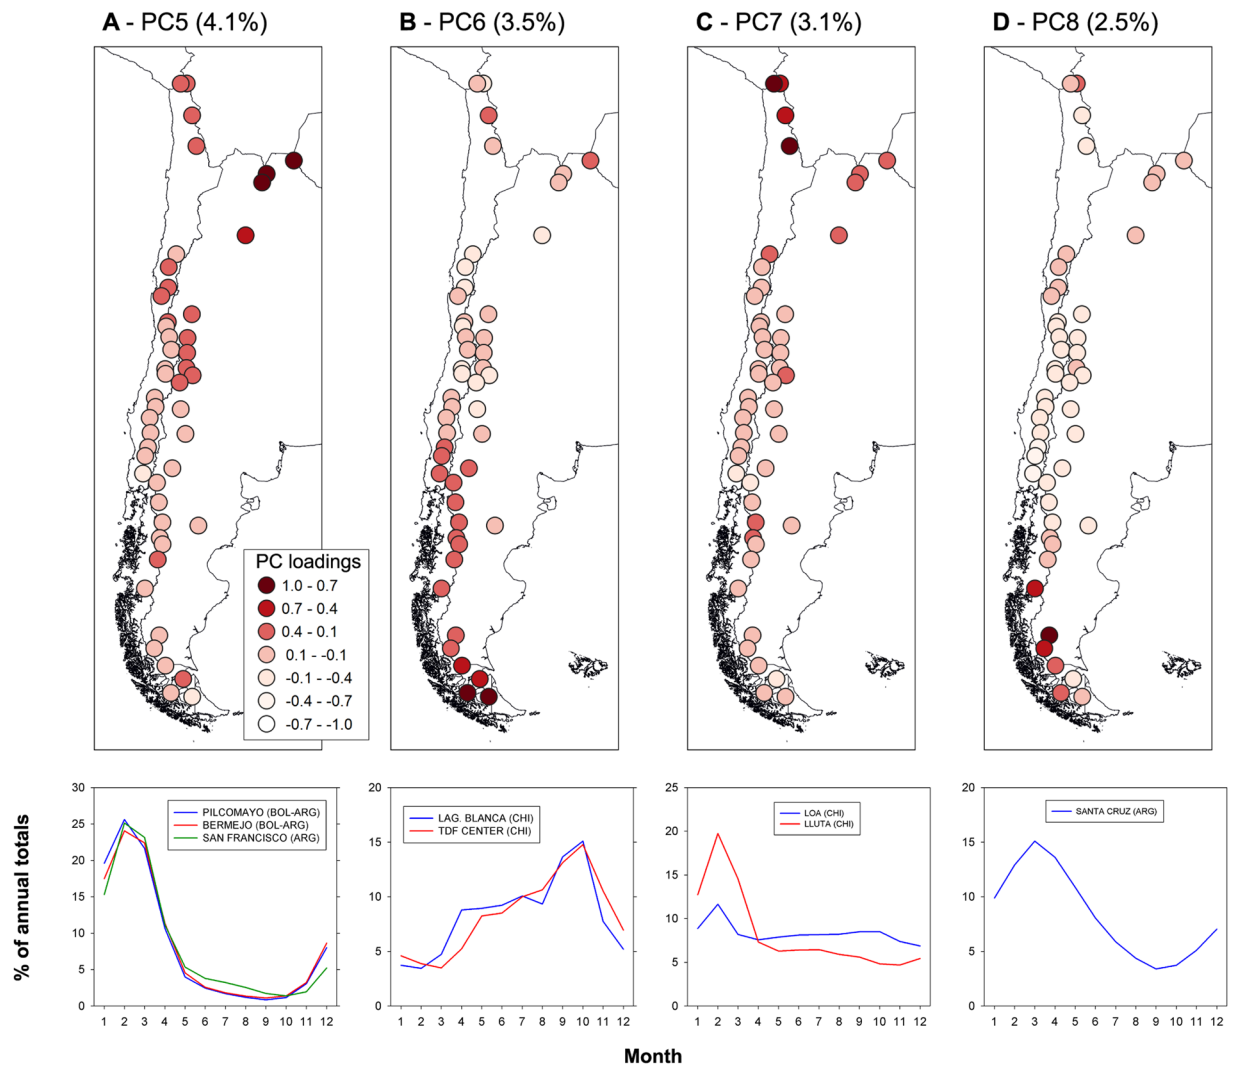 A - PC5 (4.1%)
B - PC6 (3.5%)
C - PC7 (3.1%)
D - PC8 (2.5%)
PC loadings
1.0 - 0.7
0.7 - 0.4
0.4 - 0.1
0.1 - -0.1
-0.1 - -0.4
-0.4 - -0.7
-0.7 - -1.0
% of annual totals
30
25
20
15
10
5
0
PILCOMAYO (BOL-ARG)
BERMEJO (BOL-ARG)
SAN FRANCISCO (ARG)
1 2 3 4 5 6 7 8 9 10 11 12
20
15
10
5
0
LAG. BLANCA (CHI)
TDF CENTER (CHI)
1 2 3 4 5 6 7 8 9 10 11 12
25
20
15
10
5
0
LOA (CHI)
LLUTA (CHI)
1 2 3 4 5 6 7 8 9 10 11 12
20
15
10
5
0
SANTA CRUZ (ARG)
1 2 3 4 5 6 7 8 9 10 11 12
Month